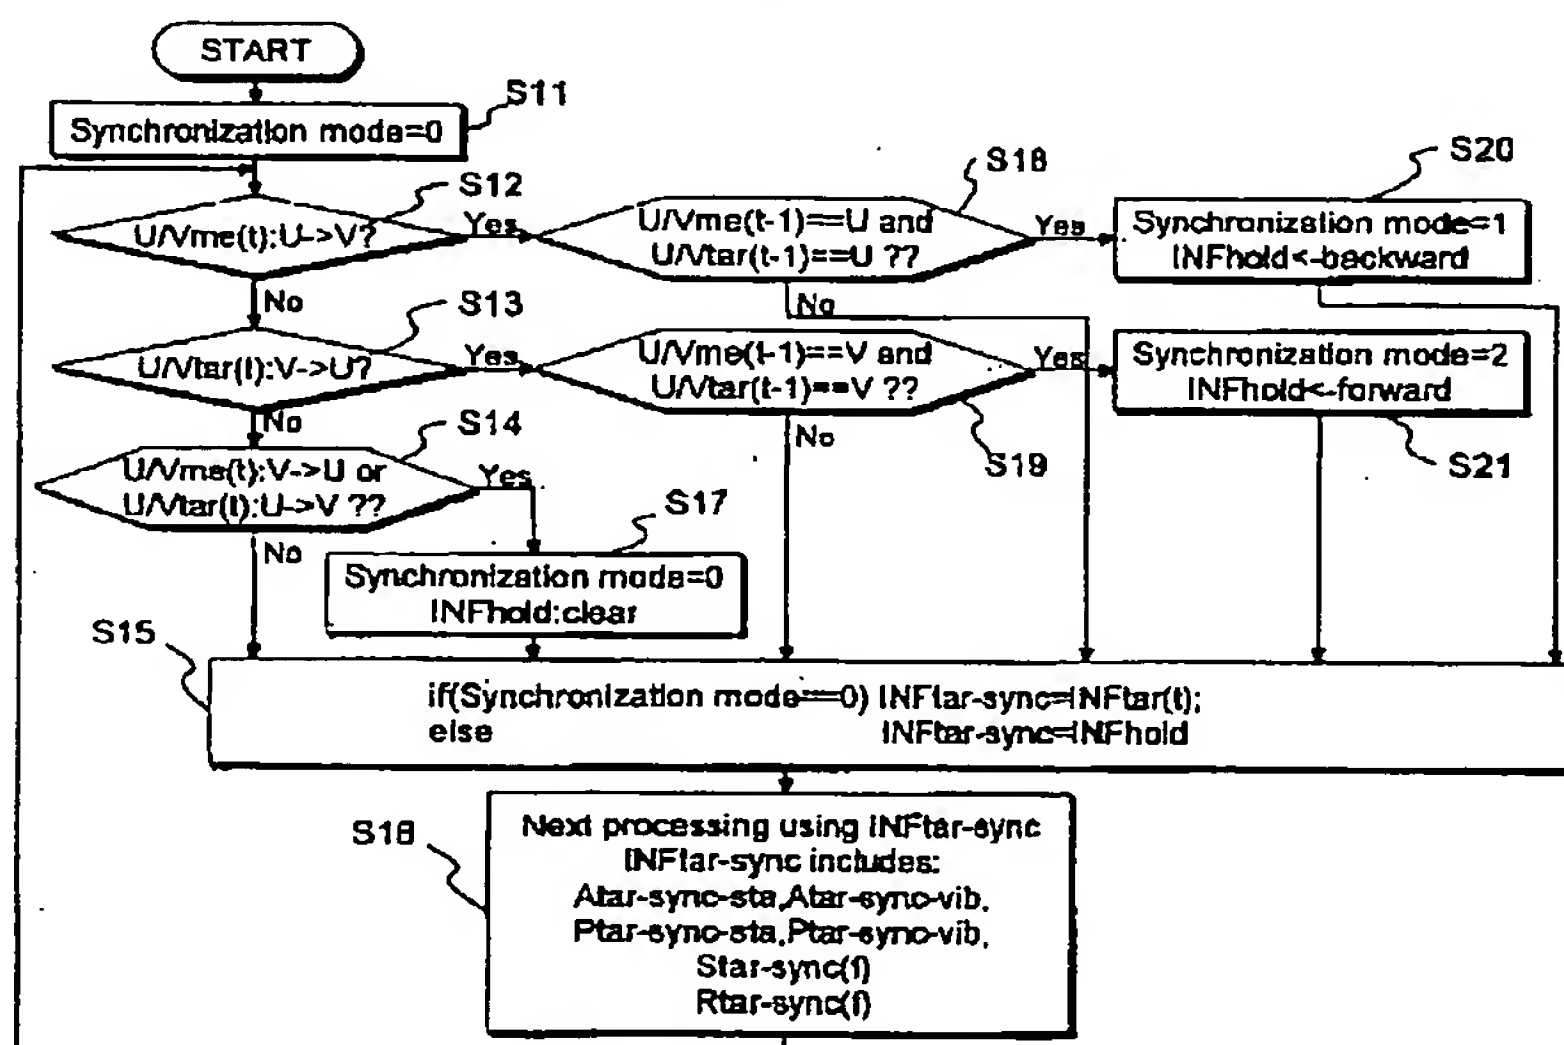 START
S11
Synchronization mode=0
S12
U/Vme(t):U->V?
Yes
No
S18
U/Vme(t-1)==U and
U/Vtar(t-1)==U ??
Yes
No
S20
Synchronization mode=1
INFhold<-backward
S13
U/Vtar(t):V->U?
Yes
No
U/Vme(t-1)==V and
U/Vtar(t-1)==V ??
Yes
No
S19
Synchronization mode=2
INFhold<-forward
S21
S14
U/Vme(t):V->U or
U/Vtar(t):U->V ??
Yes
No
S17
Synchronization mode=0
INFhold:clear
S15
if(Synchronization mode==0) INFtar-sync=INFtar(t);
else INFtar-sync=INFhold
S16
Next processing using INFtar-sync
INFtar-sync includes:
Atar-sync-sta,Atar-sync-vib,
Ptar-sync-sta,Ptar-sync-vib,
Star-sync(f)
Rtar-sync(f)